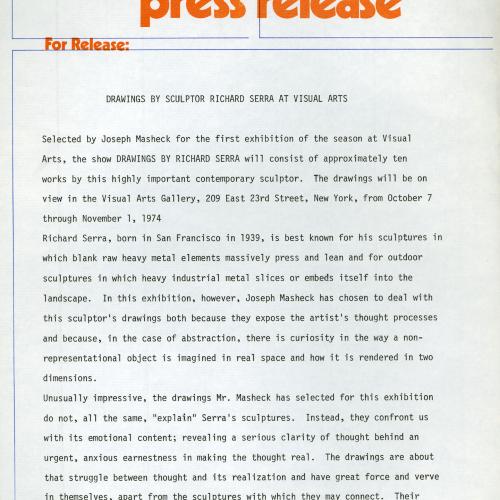 press release
For Release:
DRAWINGS BY SCULPTOR RICHARD SERRA AT VISUAL ARTS
Selected by Joseph Masheck for the first exhibition of the season at Visual
Arts, the show DRAWINGS BY RICHARD SERRA will consist of approximately ten
works by this highly important contemporary sculptor.  The drawings will be on
view in the Visual Arts Gallery, 209 East 23rd Street, New York, from October 7
through November 1, 1974
Richard Serra, born in San Francisco in 1939, is best known for his sculptures in
which blank raw heavy metal elements massively press and lean and for outdoor
sculptures in which heavy industrial metal slices or embeds itself into the
landscape.  In this exhibition, however, Joseph Masheck has chosen to deal with
this sculptor's drawings both because they expose the artist's thought processes
and because, in the case of abstraction, there is curiosity in the way a non-
representational object is imagined in real space and how it is rendered in two
dimensions.
Unusually impressive, the drawings Mr. Masheck has selected for this exhibition
do not, all the same, "explain" Serra's sculptures.  Instead, they confront us
with its emotional content; revealing a serious clarity of thought behind an
urgent, anxious earnestness in making the thought real.  The drawings are about
that struggle between thought and its realization and have great force and verve
in themselves, apart from the sculptures with which they may connect.  Their